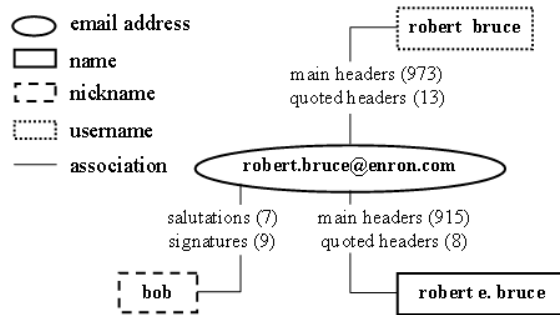 email address
name
nickname
username
association
robert bruce
main headers (973)
quoted headers (13)
robert.bruce@enron.com
salutations (7)
signatures (9)
main headers (915)
quoted headers (8)
bob
robert e. bruce